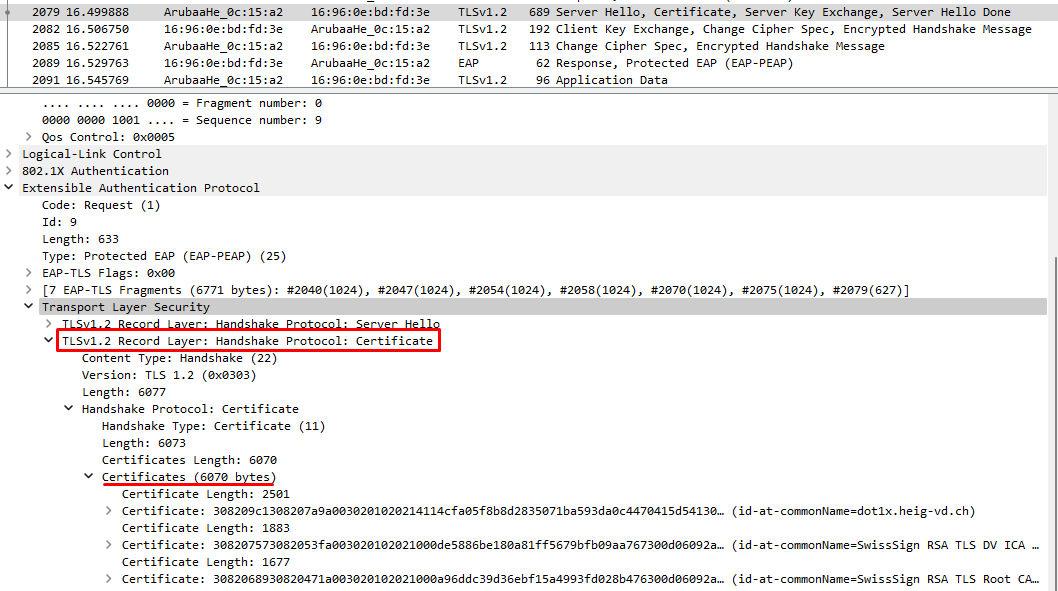 2079 16.499888 ArubaaHe_0c:15:a2 16:96:0e:bd:fd:3e TLSv1.2 689 Server Hello, Certificate, Server Key Exchange, Server Hello Done
2082 16.506750 16:96:0e:bd:fd:3e ArubaaHe_0c:15:a2 TLSv1.2 192 Client Key Exchange, Change Cipher Spec, Encrypted Handshake Message
2085 16.522761 ArubaaHe_0c:15:a2 16:96:0e:bd:fd:3e TLSv1.2 113 Change Cipher Spec, Encrypted Handshake Message
2089 16.529763 16:96:0e:bd:fd:3e ArubaaHe_0c:15:a2 EAP 62 Response, Protected EAP (EAP-PEAP)
2091 16.545769 ArubaaHe_0c:15:a2 16:96:0e:bd:fd:3e TLSv1.2 96 Application Data
.... .... .... 0000 = Fragment number: 0
0000 0000 1001 .... = Sequence number: 9
Qos Control: 0x0005
Logical-Link Control
802.1X Authentication
Extensible Authentication Protocol
Code: Request (1)
Id: 9
Length: 633
Type: Protected EAP (EAP-PEAP) (25)
EAP-TLS Flags: 0x00
[7 EAP-TLS Fragments (6771 bytes): #2040(1024), #2047(1024), #2054(1024), #2058(1024), #2070(1024), #2075(1024), #2079(627)]
Transport Layer Security
TLSv1.2 Record Layer: Handshake Protocol: Server Hello
TLSv1.2 Record Layer: Handshake Protocol: Certificate
Content Type: Handshake (22)
Version: TLS 1.2 (0x0303)
Length: 6077
Handshake Protocol: Certificate
Handshake Type: Certificate (11)
Length: 6073
Certificates Length: 6070
Certificates (6070 bytes)
Certificate Length: 2501
Certificate: 308209c1308207a9a0030201020214114cfa05f8b8d2835071ba593da0c4470415d54130… (id-at-commonName=dot1x.heig-vd.ch)
Certificate Length: 1883
Certificate: 308207573082053fa003020102021000de5886be180a81ff5679bfb09aa767300d06092a… (id-at-commonName=SwissSign RSA TLS DV ICA …
Certificate Length: 1677
Certificate: 3082068930820471a003020102021000a96ddc39d36ebf15a4993fd028b476300d06092a… (id-at-commonName=SwissSign RSA TLS Root CA…